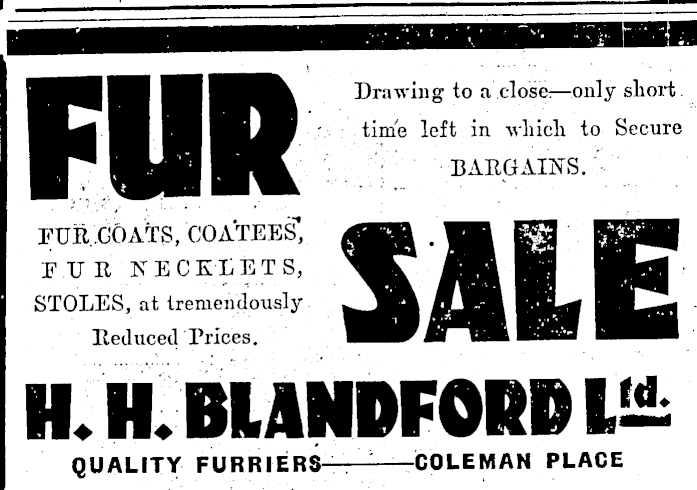 FUR
Drawing to a close—only short
time left in which to Secure
BARGAINS.
FUR COATS, COATEES,
FUR NECKLETS,
STOLES, at tremendously
Reduced Prices.
SALE
H. H. BLANDFORD Ltd.
QUALITY FURRIERS——COLEMAN PLACE